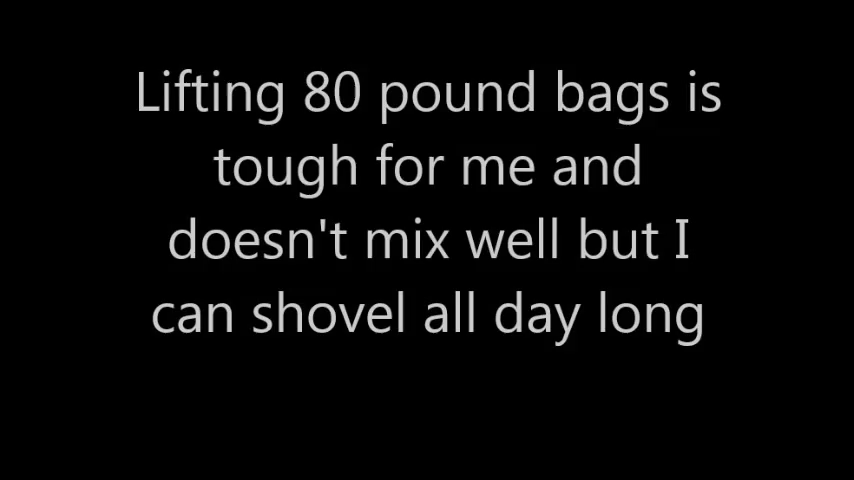 Lifting 80 pound bags is
tough for me and
doesn't mix well but I
can shovel all day long